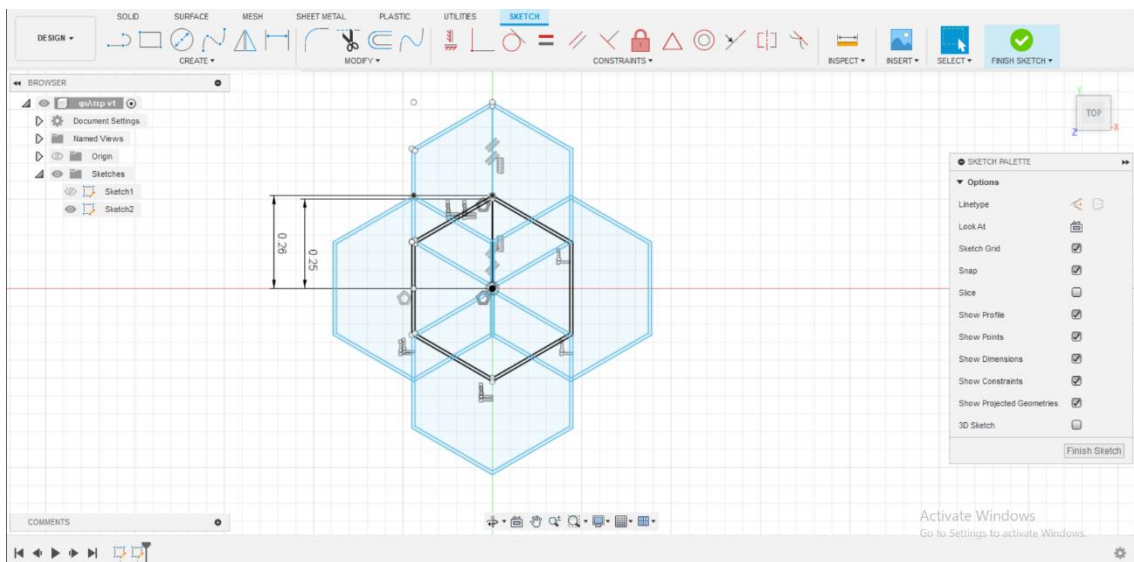 SOLID SURFACE MESH SHEET METAL PLASTIC UTILITIES SKETCH
DESIGN
CREATE MODIFY CONSTRAINTS INSPECT INSERT SELECT FINISH SKETCH
BROWSER
φιλτερ v1
Document Settings
Named Views
Origin
Sketches
Sketch1
Sketch2
0.26
0.25
TOP
Y
X
Z
SKETCH PALETTE
Options
Linetype
Look At
Sketch Grid
Snap
Slice
Show Profile
Show Points
Show Dimensions
Show Constraints
Show Projected Geometries
3D Sketch
Finish Sketch
COMMENTS
Activate Windows
Go to Settings to activate Windows.